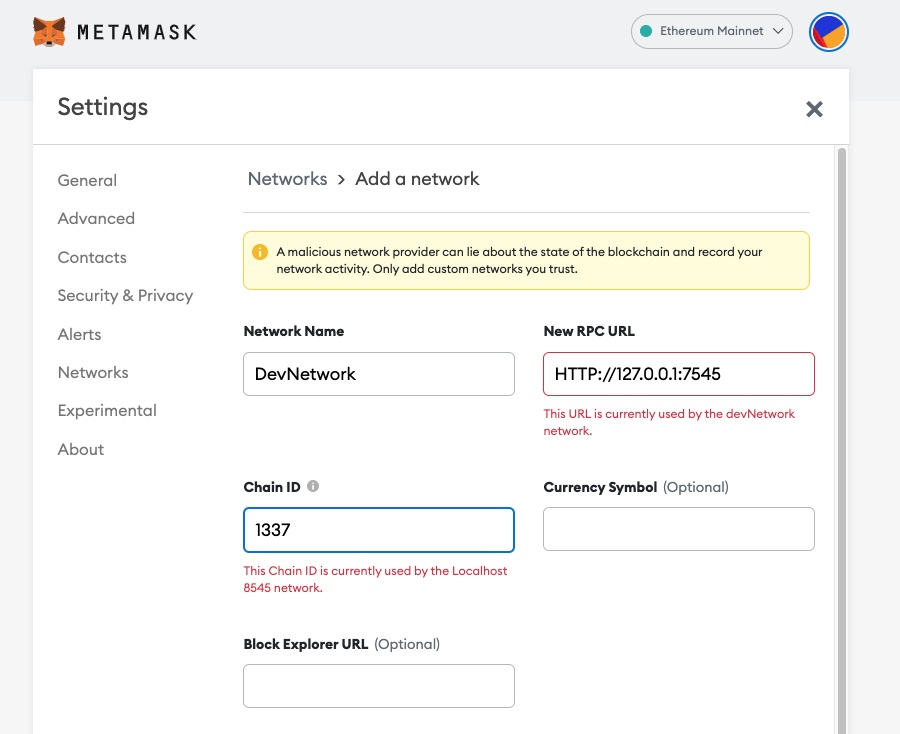 METAMASK
Ethereum Mainnet
Settings
General
Advanced
Contacts
Security & Privacy
Alerts
Networks
Experimental
About
Networks > Add a network
A malicious network provider can lie about the state of the blockchain and record your
network activity. Only add custom networks you trust.
Network Name
DevNetwork
New RPC URL
HTTP://127.0.0.1:7545
This URL is currently used by the devNetwork
network.
Chain ID
1337
This Chain ID is currently used by the Localhost
8545 network.
Currency Symbol (Optional)
Block Explorer URL (Optional)